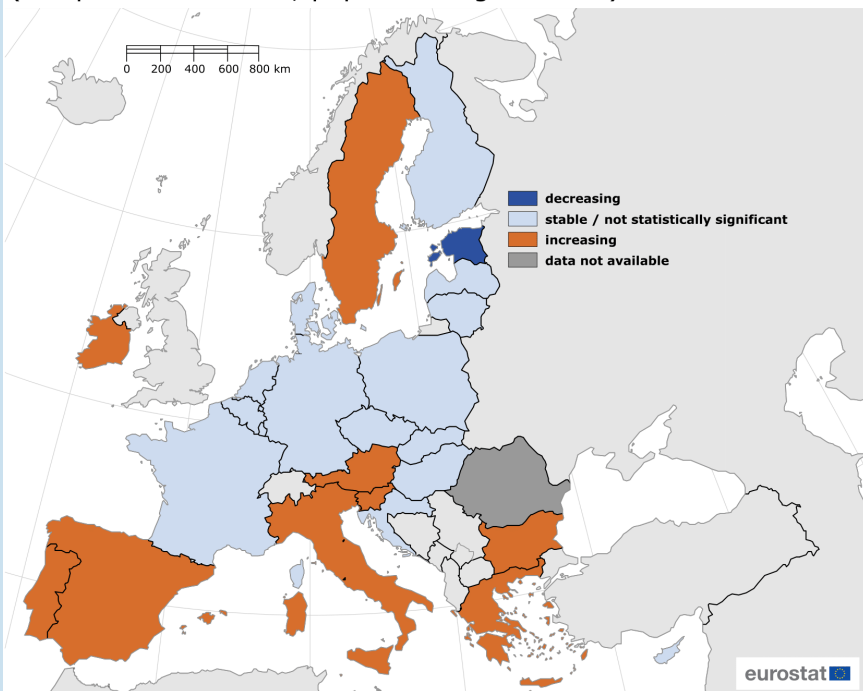 0 200 400 600 800 km
decreasing
stable / not statistically significant
increasing
data not available
eurostat